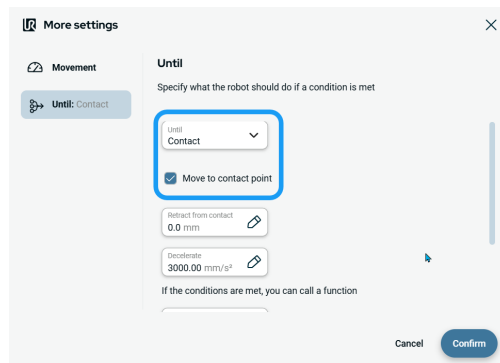 UR More settings
Movement
Until: Contact
Until
Specify what the robot should do if a condition is met
Until
Contact
Move to contact point
Retract from contact
0.0 mm
Decelerate
3000.00 mm/s²
If the conditions are met, you can call a function
Cancel
Confirm